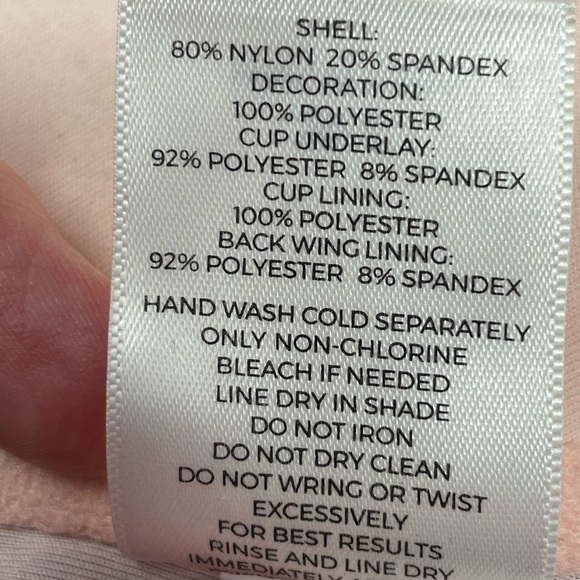 SHELL:
80% NYLON 20% SPANDEX
DECORATION:
100% POLYESTER
CUP UNDERLAY:
92% POLYESTER 8% SPANDEX
CUP LINING:
100% POLYESTER
BACK WING LINING:
92% POLYESTER 8% SPANDEX
HAND WASH COLD SEPARATELY
ONLY NON-CHLORINE
BLEACH IF NEEDED
LINE DRY IN SHADE
DO NOT IRON
DO NOT DRY CLEAN
DO NOT WRING OR TWIST
EXCESSIVELY
FOR BEST RESULTS
RINSE AND LINE DRY
IMMEDIATELY